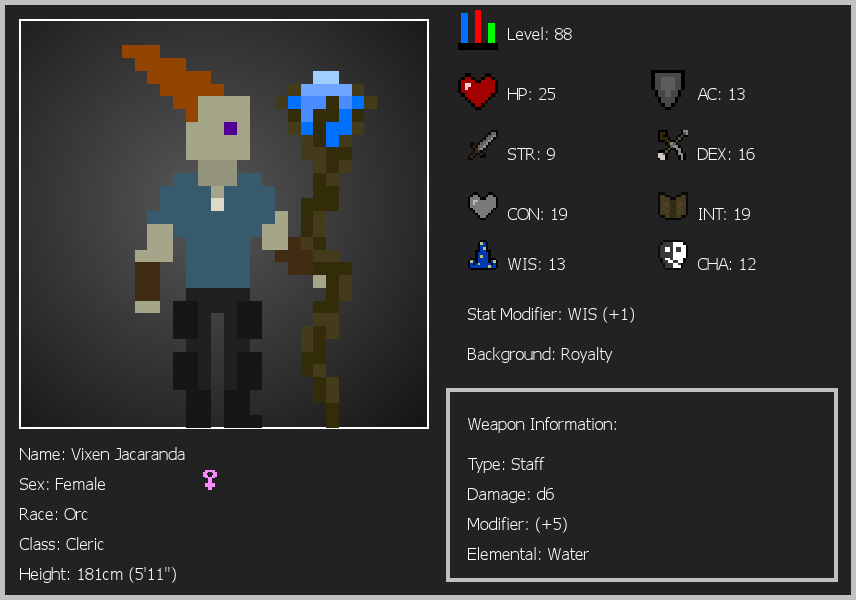 Level: 88
HP: 25
AC: 13
STR: 9
DEX: 16
CON: 19
INT: 19
WIS: 13
CHA: 12
Stat Modifier: WIS (+1)
Background: Royalty
Weapon Information:
Type: Staff
Damage: d6
Modifier: (+5)
Elemental: Water
Name: Vixen Jacaranda
Sex: Female
Race: Orc
Class: Cleric
Height: 181cm (5'11")